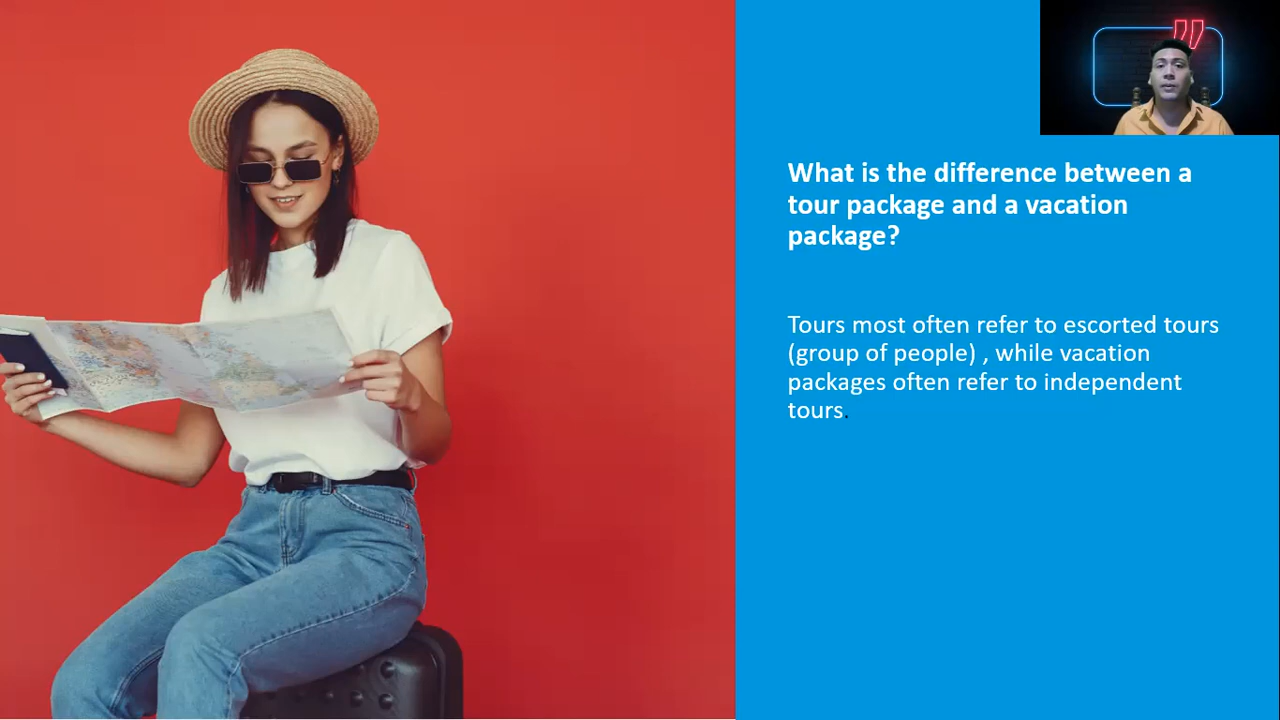 What is the difference between a
tour package and a vacation
package?
Tours most often refer to escorted tours
(group of people) , while vacation
packages often refer to independent
tours.